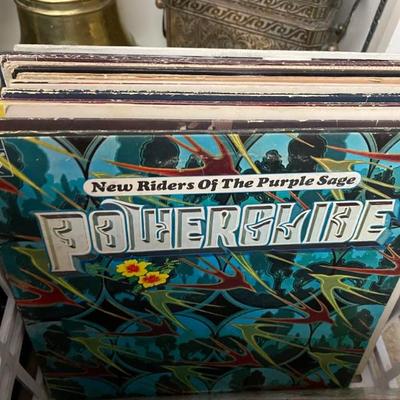 New Riders Of The Purple Sage
POWERGLIDE